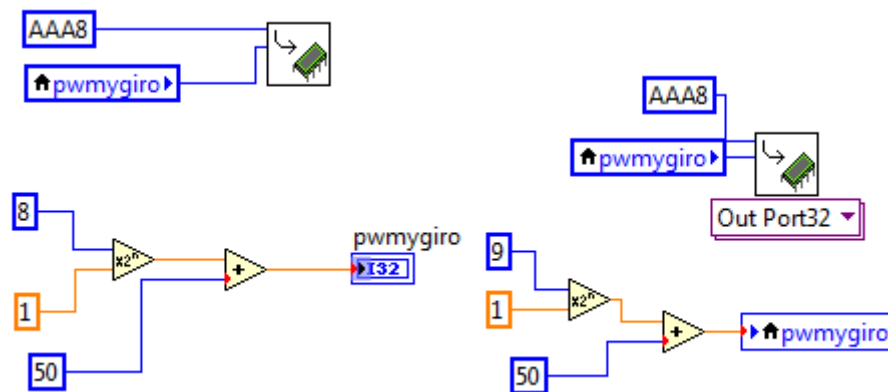 AAA8
pwmygiro
AAA8
pwmygiro
Out Port32
8
x2ⁿ
+
pwmygiro
I32
1
50
9
x2ⁿ
1
+
pwmygiro
50